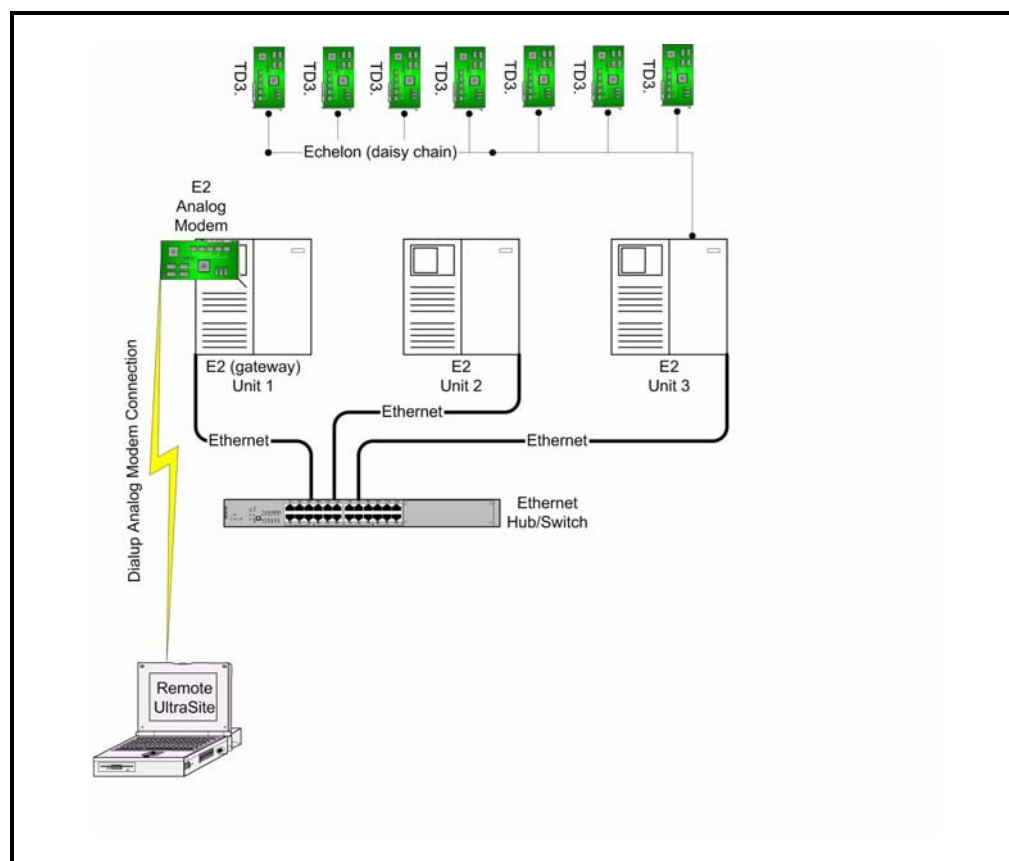 TD3.
TD3.
TD3.
TD3.
TD3.
TD3.
TD3.
Echelon (daisy chain)
E2
Analog
Modem
E2 (gateway)
Unit 1
E2
Unit 2
E2
Unit 3
Ethernet
Ethernet
Ethernet
Ethernet
Hub/Switch
Dialup Analog Modem Connection
Remote
UltraSite